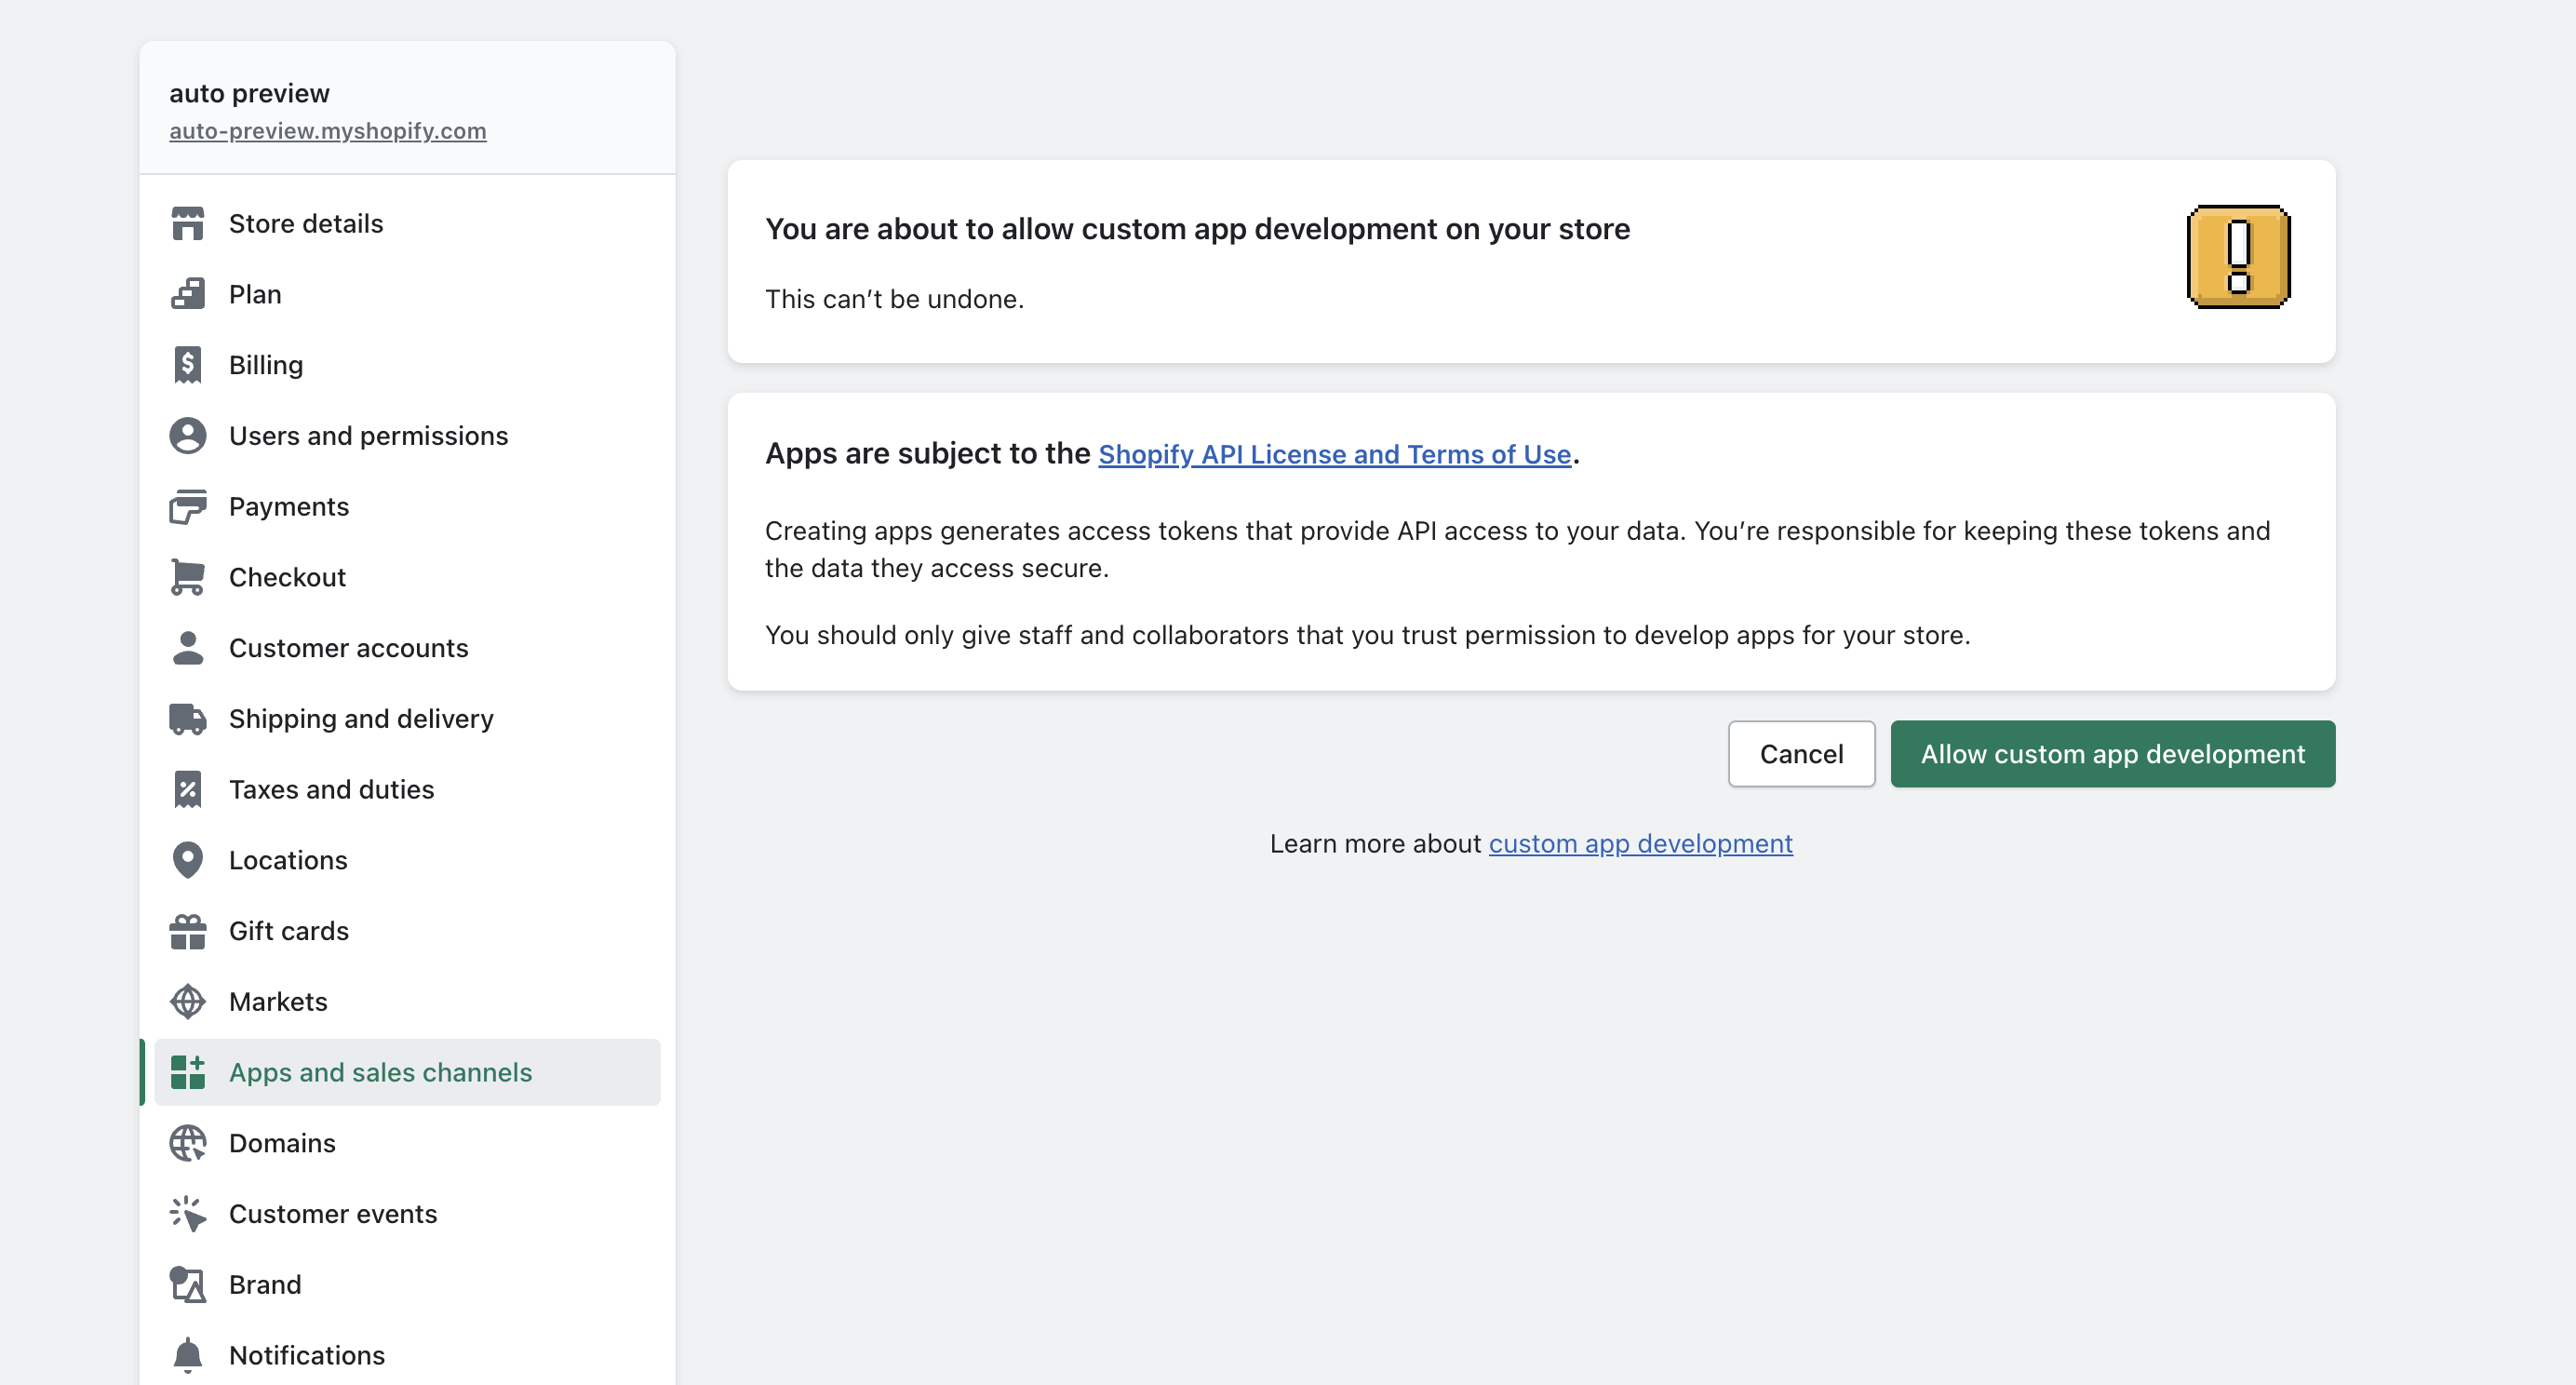 auto preview
auto-preview.myshopify.com
Store details
Plan
Billing
Users and permissions
Payments
Checkout
Customer accounts
Shipping and delivery
Taxes and duties
Locations
Gift cards
Markets
Apps and sales channels
Domains
Customer events
Brand
Notifications
You are about to allow custom app development on your store
This can’t be undone.
Apps are subject to the Shopify API License and Terms of Use.
Creating apps generates access tokens that provide API access to your data. You’re responsible for keeping these tokens and
the data they access secure.
You should only give staff and collaborators that you trust permission to develop apps for your store.
Cancel
Allow custom app development
Learn more about custom app development